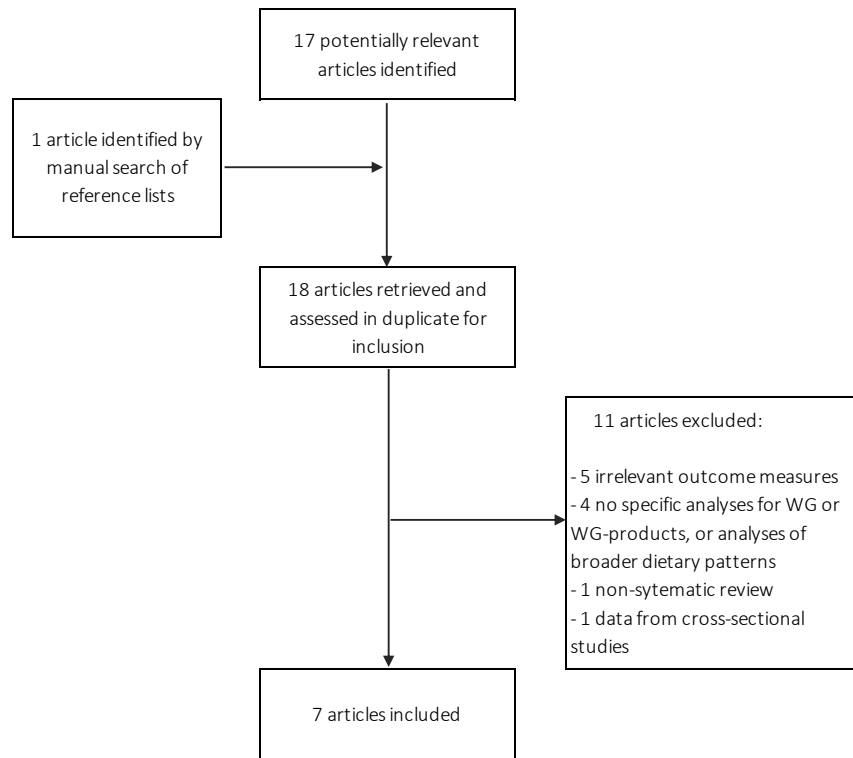 17 potentially relevant
articles identified
1 article identified by
manual search of
reference lists
18 articles retrieved and
assessed in duplicate for
inclusion
11 articles excluded:
- 5 irrelevant outcome measures
- 4 no specific analyses for WG or
WG-products, or analyses of
broader dietary patterns
- 1 non-sytematic review
- 1 data from cross-sectional
studies
7 articles included